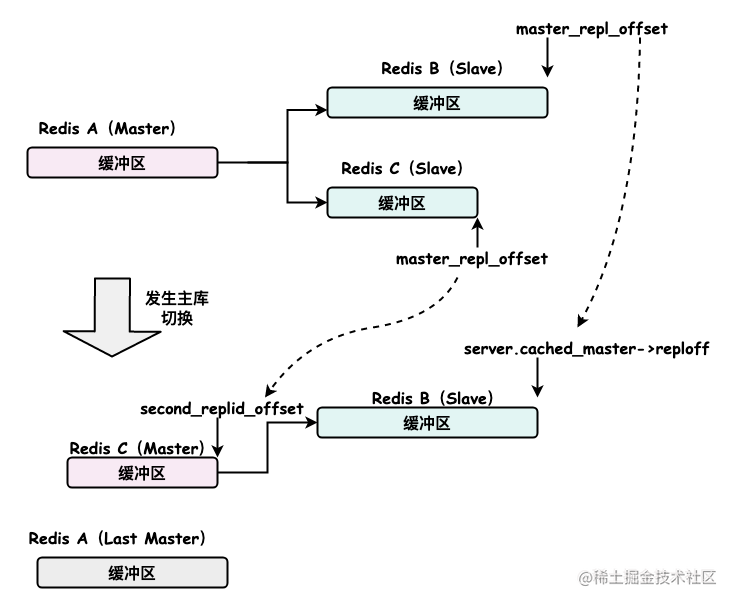 master_repl_offset
Redis B（Slave）
缓冲区
Redis A（Master）
缓冲区
Redis C（Slave）
缓冲区
master_repl_offset
发生主库
切换
server.cached_master->reploff
second_replid_offset
Redis B（Slave）
缓冲区
Redis C（Master）
缓冲区
Redis A（Last Master）
缓冲区
@稀土掘金技术社区